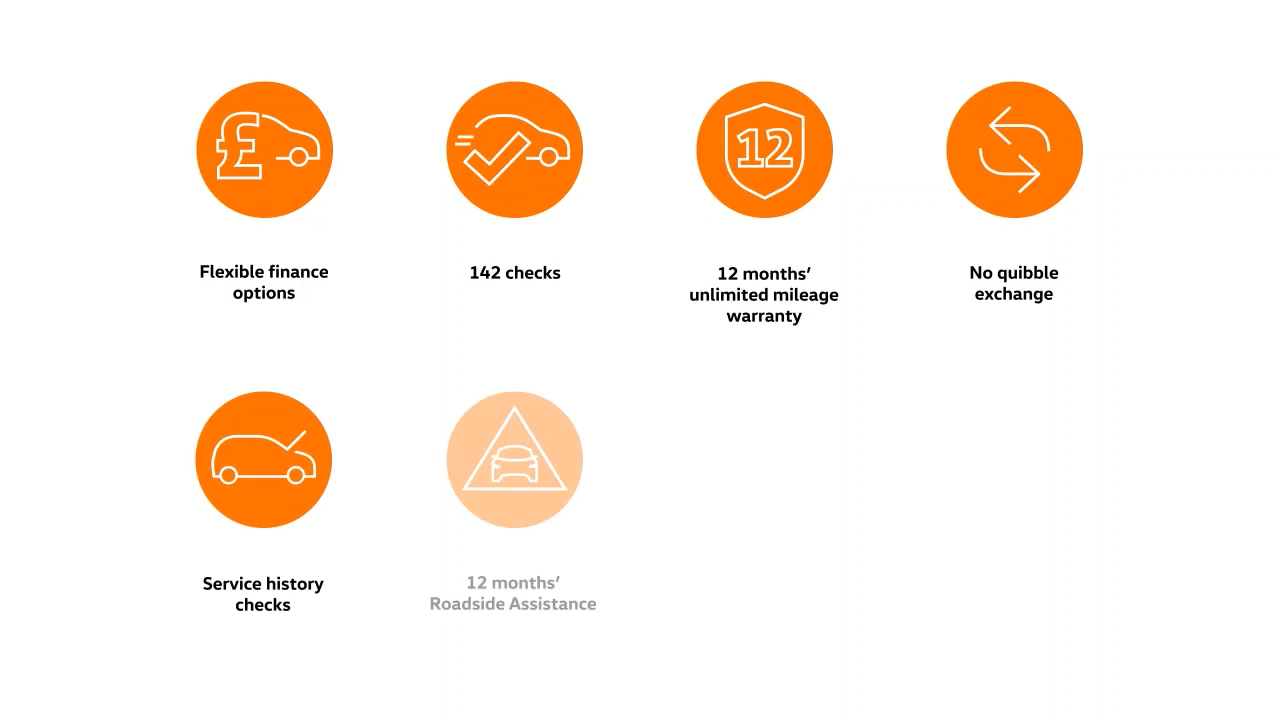 £
12
Flexible finance
options
142 checks
12 months’
unlimited mileage
warranty
No quibble
exchange
Service history
checks
12 months’
Roadside Assistance